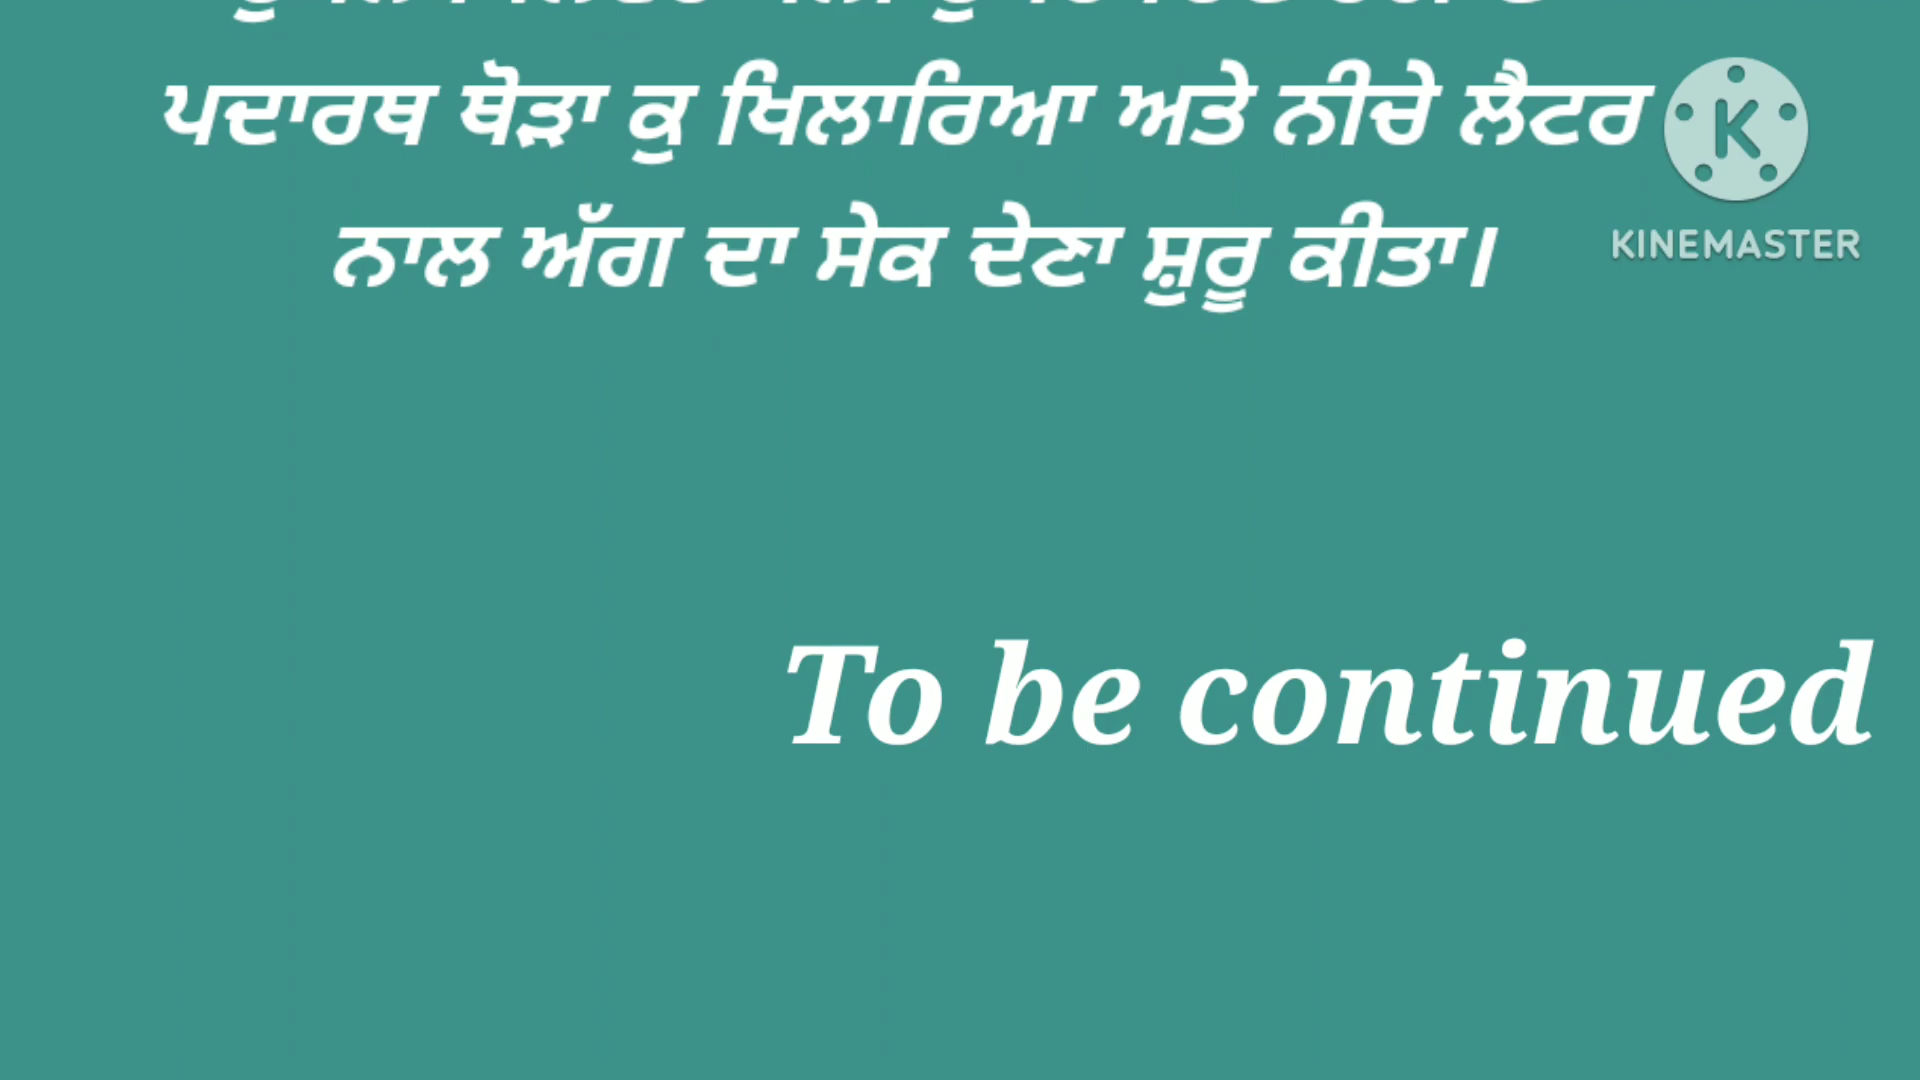 ਪਦਾਰਥ ਥੋੜਾ ਕੁ ਖਿਲਾਰਿਆ ਅਤੇ ਨੀਚੇ ਲੈਟਰ
ਨਾਲ ਅੱਗ ਦਾ ਸੇਕ ਦੇਣਾ ਸ਼ੁਰੂ ਕੀਤਾ।
KINEMASTER
To be continued